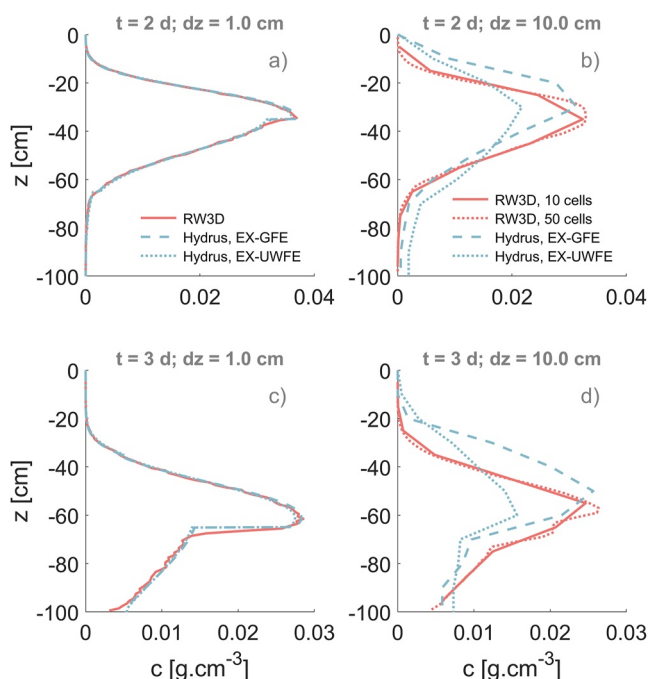 t = 2 d; dz = 1.0 cm
a)
z [cm]
0
-20
-40
-60
-80
-100
0
0.02
0.04
RW3D
Hydrus, EX-GFE
Hydrus, EX-UWFE
t = 2 d; dz = 10.0 cm
b)
0
-20
-40
-60
-80
-100
0
0.02
0.04
RW3D, 10 cells
RW3D, 50 cells
Hydrus, EX-GFE
Hydrus, EX-UWFE
t = 3 d; dz = 1.0 cm
c)
z [cm]
0
-20
-40
-60
-80
-100
0
0.01
0.02
0.03
c [g.cm⁻³]
t = 3 d; dz = 10.0 cm
d)
0
-20
-40
-60
-80
-100
0
0.01
0.02
0.03
c [g.cm⁻³]